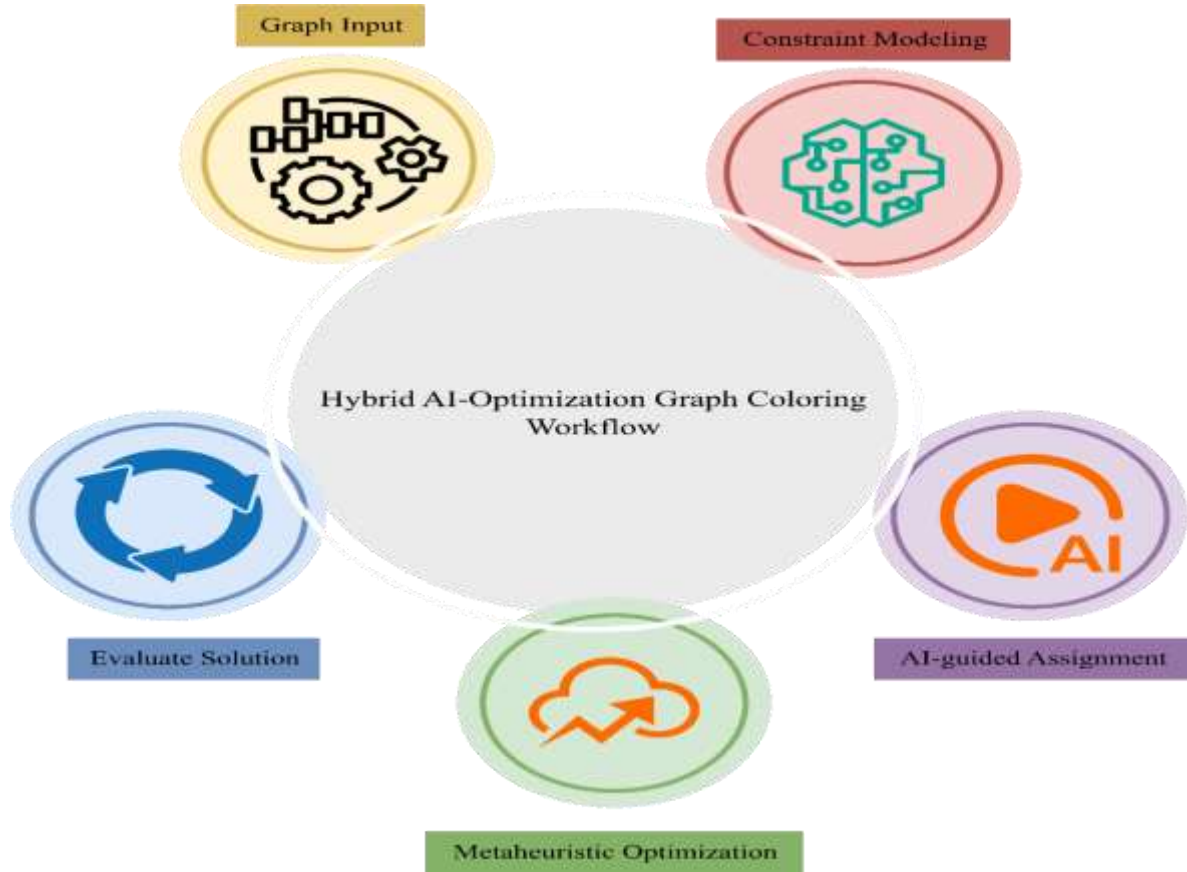 Graph Input
Constraint Modeling
Hybrid AI-Optimization Graph Coloring
Workflow
AI
Evaluate Solution
AI-guided Assignment
Metaheuristic Optimization